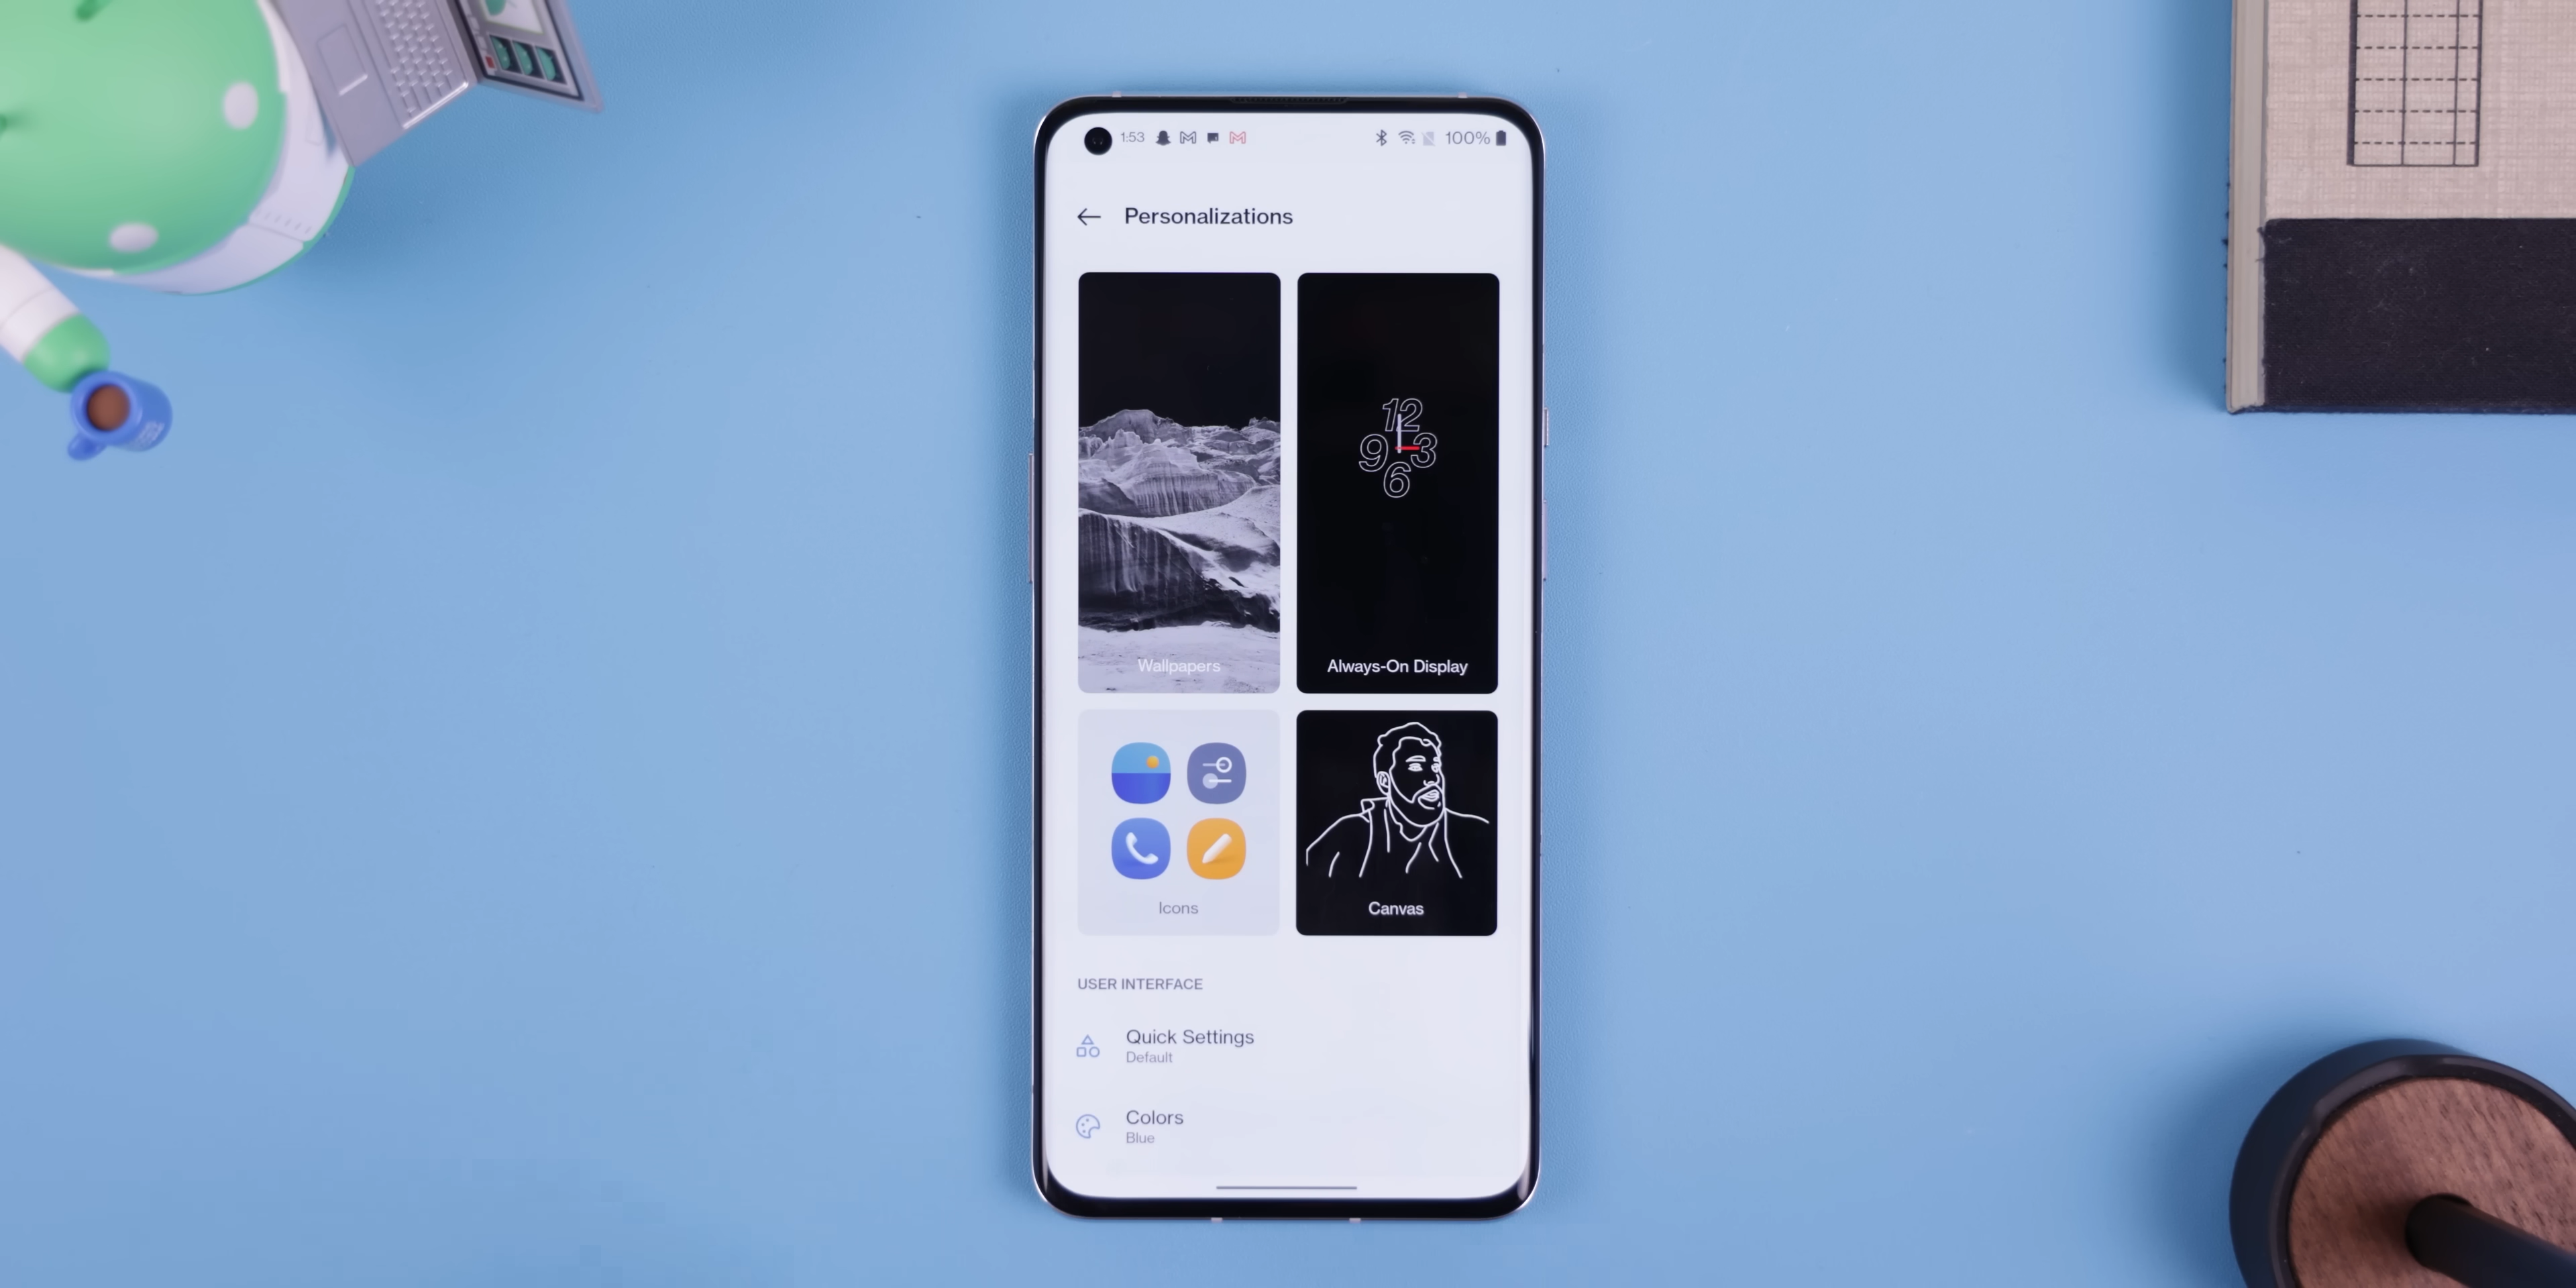 1:53 100%
Personalizations
12
9 3
6
Wallpapers
Always-On Display
Icons
Canvas
USER INTERFACE
Quick Settings
Default
Colors
Blue